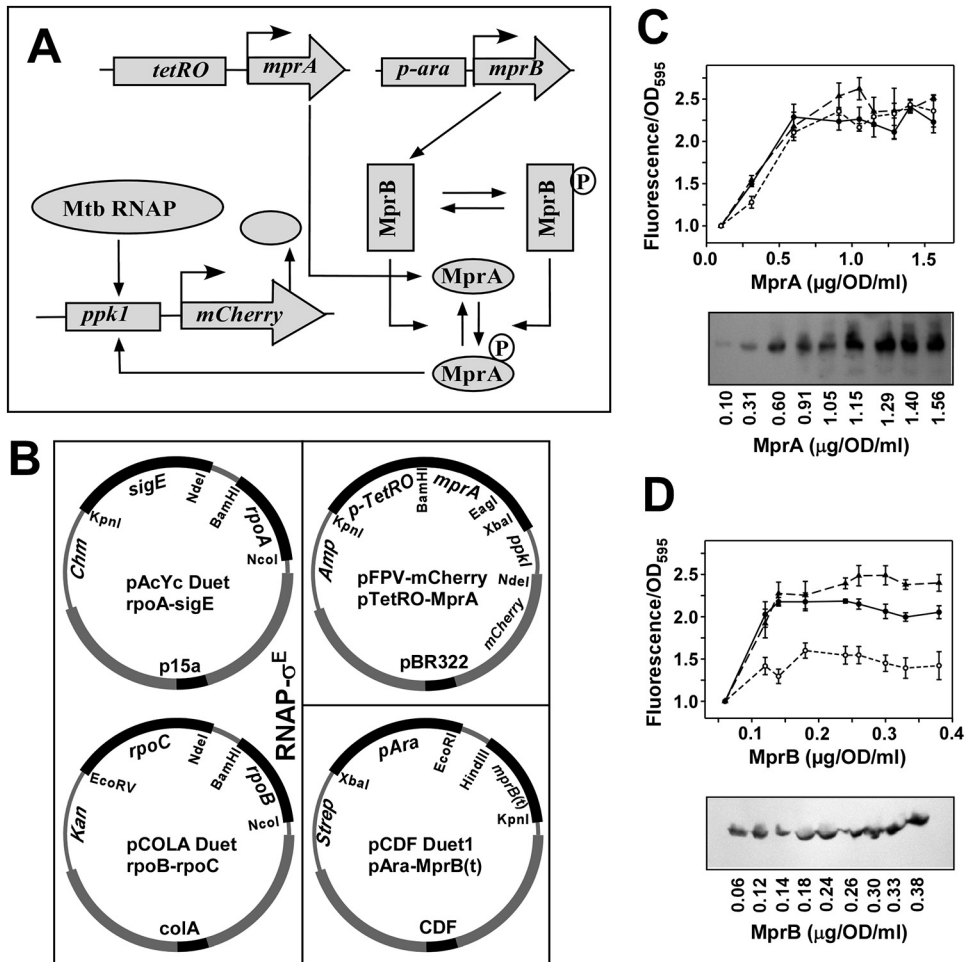 A
tetRO
mprA
p-ara
mprB
MprB
MprB
P
Mtb RNAP
MprA
ppk1
mCherry
P
MprA
B
sigE
NdeI
BamHI
rpoA
KpnI
NcoI
Chm
pAcYc Duet
rpoA-sigE
p15a
p-TetRO
BamHI
mprA
EagI
XbaI
KpnI
ppkI
Amp
NdeI
pFPV-mCherry
pTetRO-MprA
mCherry
pBR322
RNAP-σE
rpoC
NdeI
BamHI
rpoB
EcoRV
NcoI
Kan
pCOLA Duet
rpoB-rpoC
colA
pAra
EcoRI
HindIII
mprB(t)
XbaI
KpnI
Strep
pCDF Duet1
pAra-MprB(t)
CDF
C
Fluorescence/OD595
2.5
2.0
1.5
1.0
0.0 0.5 1.0 1.5
MprA (µg/OD/ml)
0.10 0.31 0.60 0.91 1.05 1.15 1.29 1.40 1.56
MprA (µg/OD/ml)
D
Fluorescence/OD595
2.5
2.0
1.5
1.0
0.1 0.2 0.3 0.4
MprB (µg/OD/ml)
0.06 0.12 0.14 0.18 0.24 0.26 0.30 0.33 0.38
MprB (µg/OD/ml)